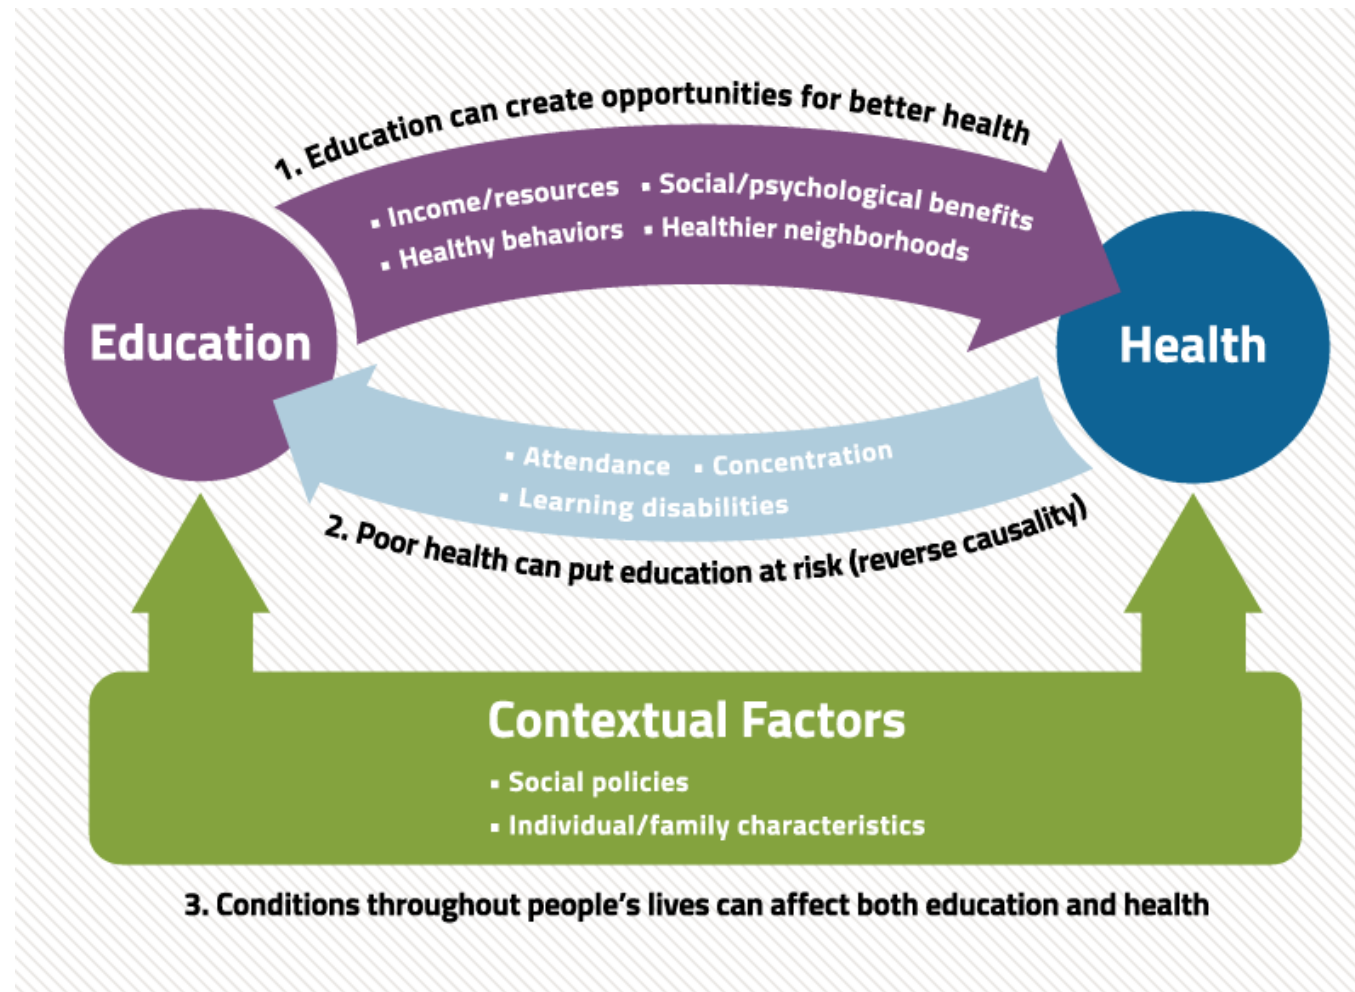 1. Education can create opportunities for better health
▪ Income/resources ▪ Social/psychological benefits
▪ Healthy behaviors ▪ Healthier neighborhoods
Education
Health
▪ Attendance ▪ Concentration
▪ Learning disabilities
2. Poor health can put education at risk (reverse causality)
Contextual Factors
▪ Social policies
▪ Individual/family characteristics
3. Conditions throughout people’s lives can affect both education and health